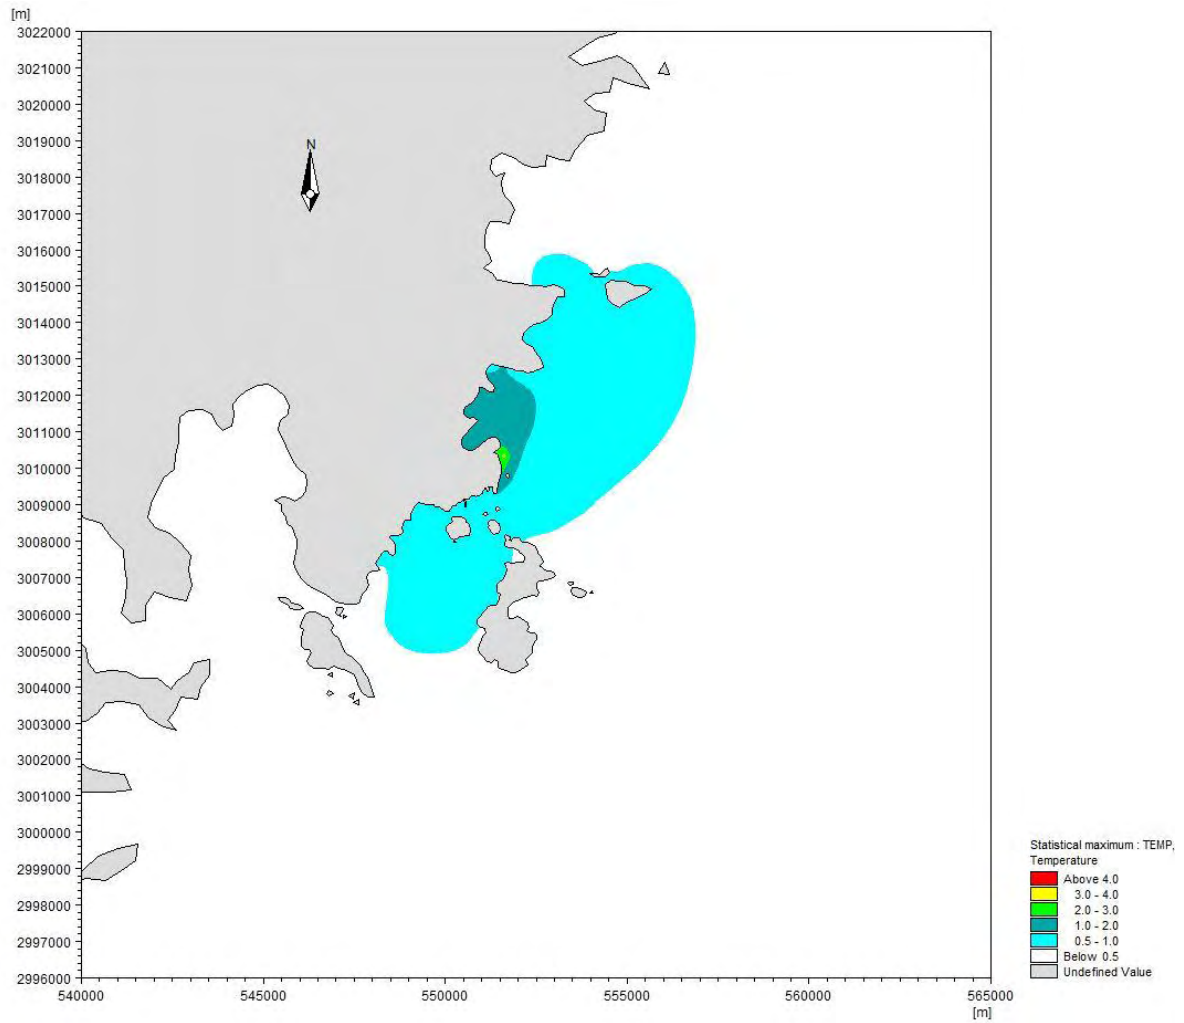 [m]
3022000
3021000
3020000
3019000
N
3018000
3017000
3016000
3015000
3014000
3013000
3012000
3011000
3010000
3009000
3008000
3007000
3006000
3005000
3004000
3003000
3002000
3001000
3000000
2999000
2998000
2997000
2996000
540000 545000 550000 555000 560000 565000
[m]
Statistical maximum : TEMP,
Temperature
Above 4.0
3.0 - 4.0
2.0 - 3.0
1.0 - 2.0
0.5 - 1.0
Below 0.5
Undefined Value